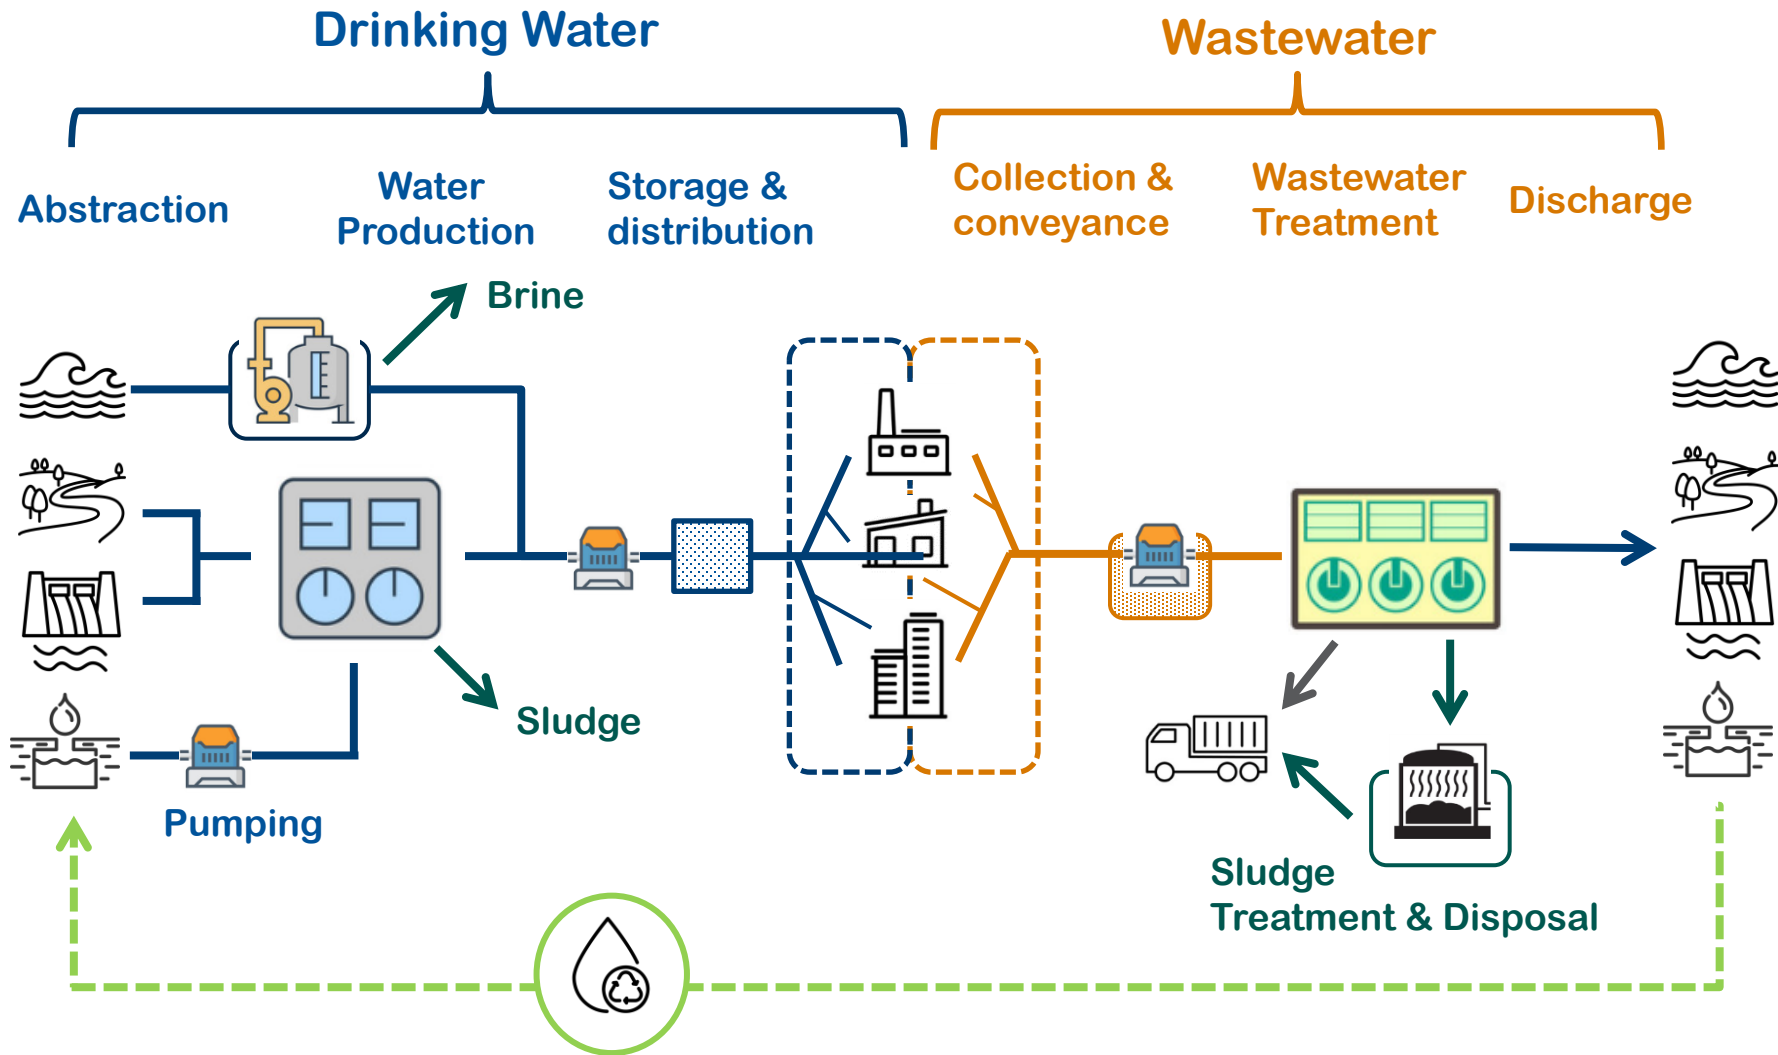 Drinking Water
Wastewater
Abstraction
Water
Production
Storage &
distribution
Collection &
conveyance
Wastewater
Treatment
Discharge
Brine
Sludge
Pumping
Sludge
Treatment & Disposal